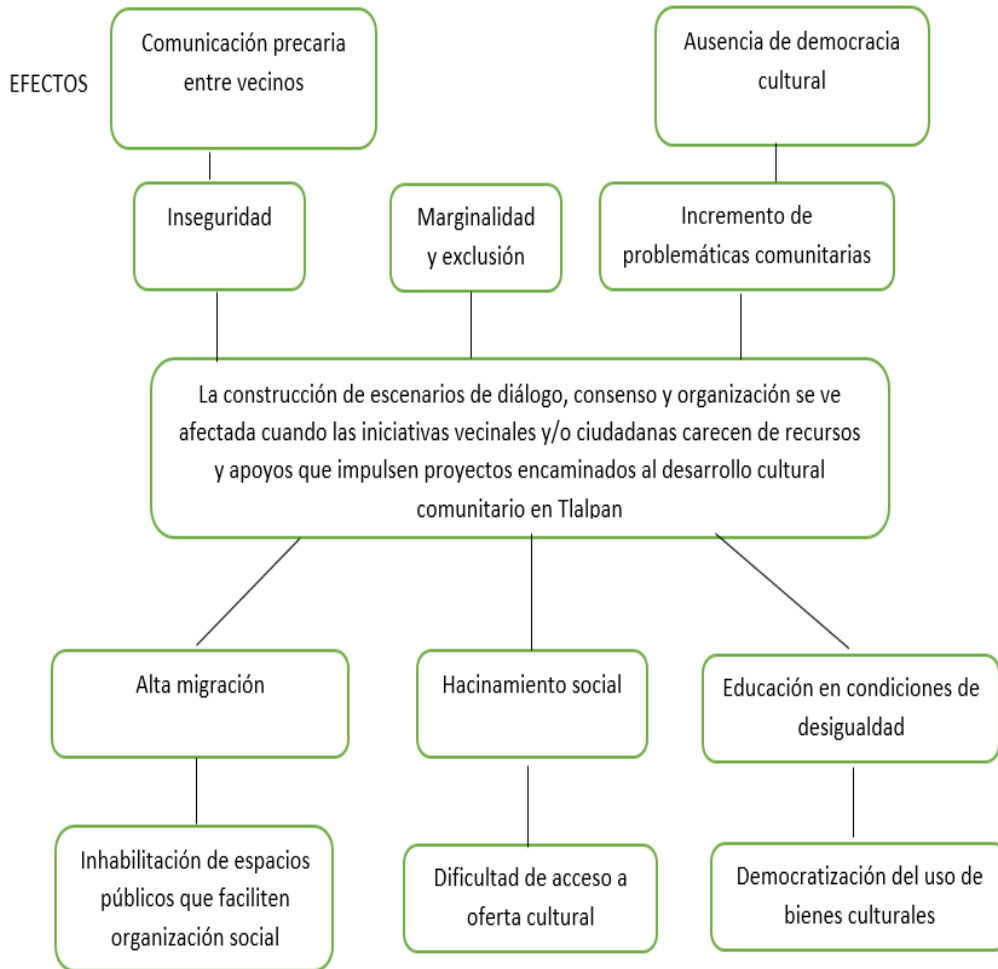 Comunicación precaria
entre vecinos
Ausencia de democracia
cultural
EFECTOS
Inseguridad
Marginalidad
y exclusión
Incremento de
problemáticas comunitarias
La construcción de escenarios de diálogo, consenso y organización se ve
afectada cuando las iniciativas vecinales y/o ciudadanas carecen de recursos
y apoyos que impulsen proyectos encaminados al desarrollo cultural
comunitario en Tlalpan
Alta migración
Hacinamiento social
Educación en condiciones de
desigualdad
Inhabilitación de espacios
públicos que faciliten
organización social
Dificultad de acceso a
oferta cultural
Democratización del uso de
bienes culturales